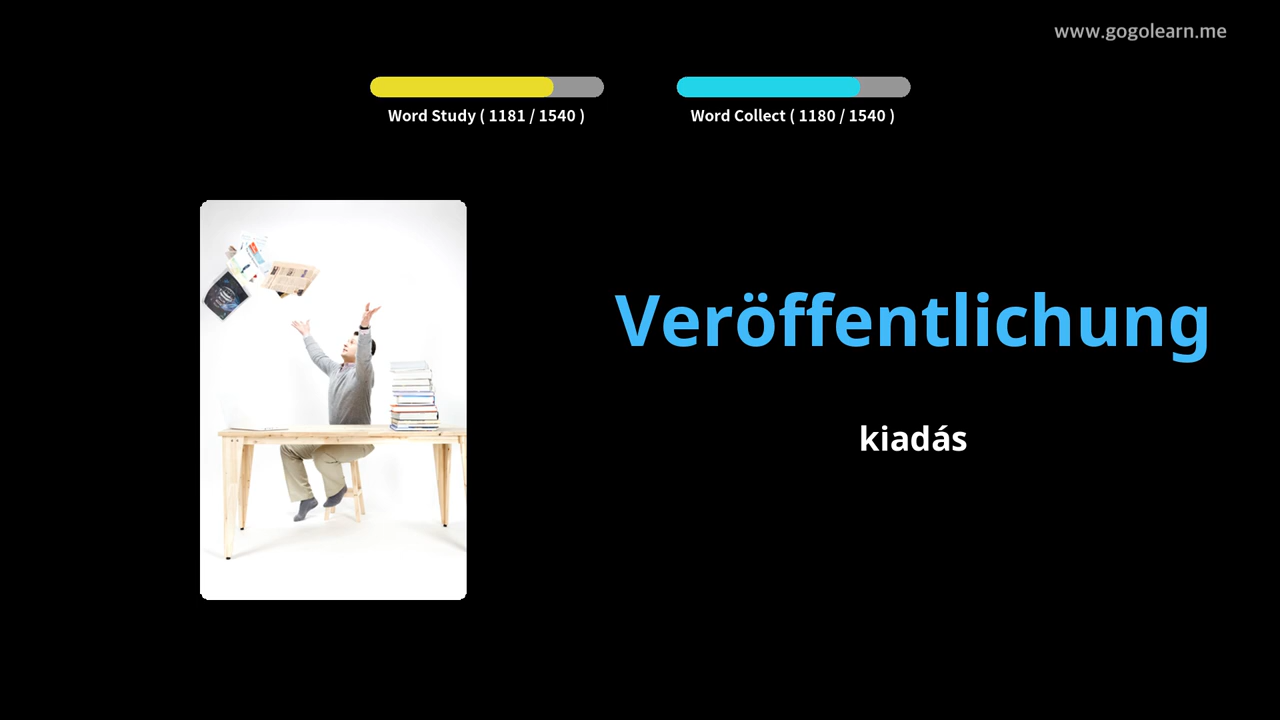 www.gogolearn.me
Word Study ( 1181 / 1540 )
Word Collect ( 1180 / 1540 )
Veröffentlichung
kiadás